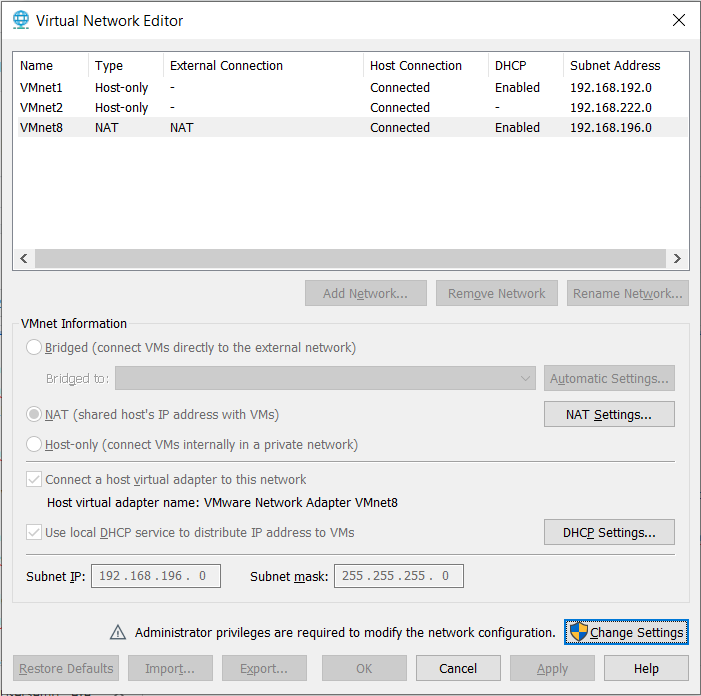 Virtual Network Editor
Name Type External Connection Host Connection DHCP Subnet Address
VMnet1 Host-only - Connected Enabled 192.168.192.0
VMnet2 Host-only - Connected - 192.168.222.0
VMnet8 NAT NAT Connected Enabled 192.168.196.0
Add Network... Remove Network Rename Network...
VMnet Information
Bridged (connect VMs directly to the external network)
Bridged to: Automatic Settings...
NAT (shared host's IP address with VMs) NAT Settings...
Host-only (connect VMs internally in a private network)
Connect a host virtual adapter to this network
Host virtual adapter name: VMware Network Adapter VMnet8
Use local DHCP service to distribute IP address to VMs DHCP Settings...
Subnet IP: 192 . 168 . 196 . 0 Subnet mask: 255 . 255 . 255 . 0
Administrator privileges are required to modify the network configuration. Change Settings
Restore Defaults Import... Export... OK Cancel Apply Help